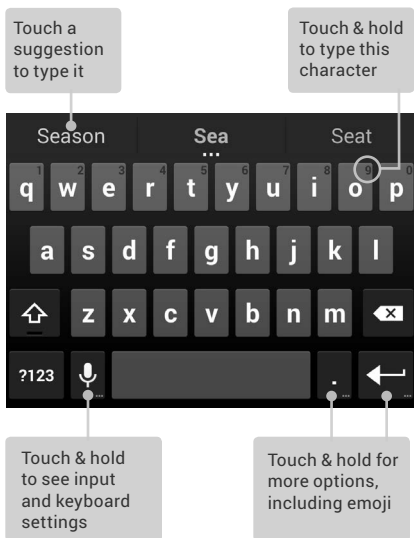 Touch a
suggestion
to type it
Touch & hold
to type this
character
Season Sea Seat
1 2 3 4 5 6 7 8 9 0
q w e r t y u i o p
a s d f g h j k l
z x c v b n m
?123 .
Touch & hold
to see input
and keyboard
settings
Touch & hold for
more options,
including emoji